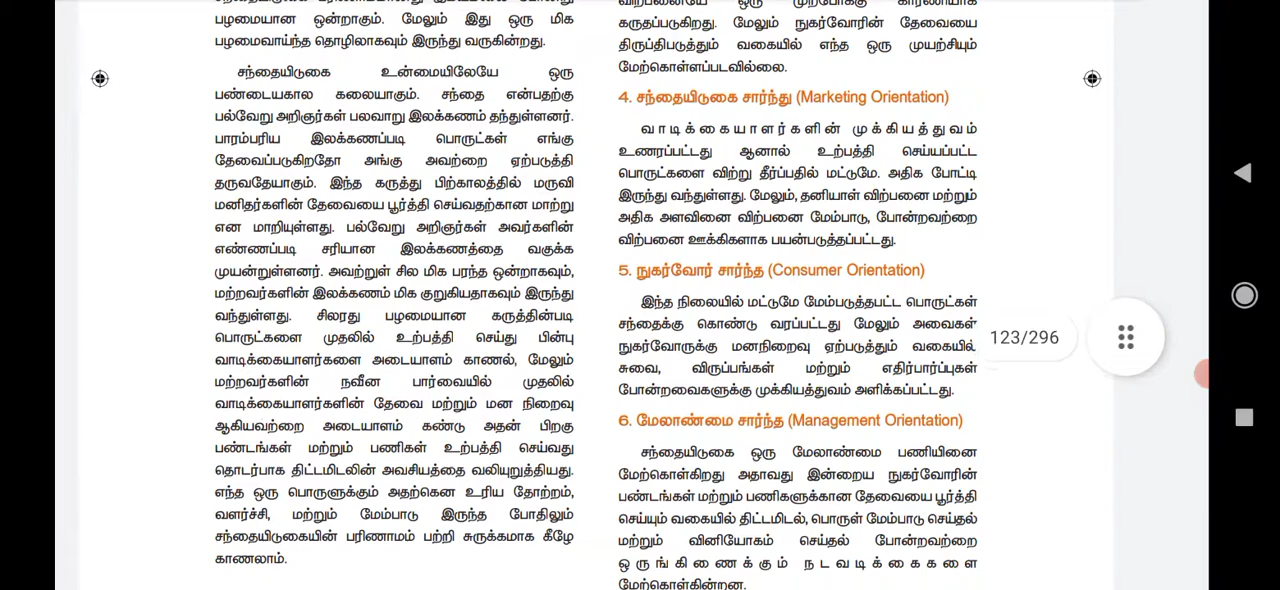 பழமையான ஒன்றாகும். மேலும் இது ஒரு மிக
பழமைவாய்ந்த தொழிலாகவும் இருந்து வருகின்றது.
சந்தையிடுகை உன்மையிலேயே ஒரு
பண்டையகால கலையாகும். சந்தை என்பதற்கு
பல்வேறு அறிஞர்கள் பலவாறு இலக்கணம் தந்துள்ளனர்.
பாரம்பரிய இலக்கணப்படி பொருட்கள் எங்கு
தேவைப்படுகிறதோ அங்கு அவற்றை ஏற்படுத்தி
தருவதேயாகும். இந்த கருத்து பிற்காலத்தில் மருவி
மனிதர்களின் தேவையை பூர்த்தி செய்வதற்கான மாற்று
என மாறியுள்ளது. பல்வேறு அறிஞர்கள் அவர்களின்
எண்ணப்படி சரியான இலக்கணத்தை வகுக்க
முயன்றுள்ளனர். அவற்றுள் சில மிக பரந்த ஒன்றாகவும்,
மற்றவர்களின் இலக்கணம் மிக குறுகியதாகவும் இருந்து
வந்துள்ளது. சிலரது பழமையான கருத்தின்படி
பொருட்களை முதலில் உற்பத்தி செய்து பின்பு
வாடிக்கையாளர்களை அடையாளம் காணல், மேலும்
மற்றவர்களின் நவீன பார்வையில் முதலில்
வாடிக்கையாளர்களின் தேவை மற்றும் மன நிறைவு
ஆகியவற்றை அடையாளம் கண்டு அதன் பிறகு
பண்டங்கள் மற்றும் பணிகள் உற்பத்தி செய்வது
தொடர்பாக திட்டமிடலின் அவசியத்தை வலியுறுத்தியது.
எந்த ஒரு பொருளுக்கும் அதற்கென உரிய தோற்றம்,
வளர்ச்சி, மற்றும் மேம்பாடு இருந்த போதிலும்
சந்தையிடுகையின் பரிணாமம் பற்றி சுருக்கமாக கீழே
காணலாம்.
விற்பனையே ஒரு முற்போக்கு காரணியாக
கருதப்படுகிறது. மேலும் நுகர்வோரின் தேவையை
திருப்திபடுத்தும் வகையில் எந்த ஒரு முயற்சியும்
மேற்கொள்ளப்படவில்லை.
4. சந்தையிடுகை சார்ந்து (Marketing Orientation)
வாடிக்கையாளர்களின் முக்கியத்துவம்
உணரப்பட்டது ஆனால் உற்பத்தி செய்யப்பட்ட
பொருட்களை விற்று தீர்ப்பதில் மட்டுமே. அதிக போட்டி
இருந்து வந்துள்ளது. மேலும், தனியாள் விற்பனை மற்றும்
அதிக அளவினை விற்பனை மேம்பாடு, போன்றவற்றை
விற்பனை ஊக்கிகளாக பயன்படுத்தப்பட்டது.
5. நுகர்வோர் சார்ந்த (Consumer Orientation)
இந்த நிலையில் மட்டுமே மேம்படுத்தபட்ட பொருட்கள்
சந்தைக்கு கொண்டு வரப்பட்டது மேலும் அவைகள்
நுகர்வோருக்கு மனநிறைவு ஏற்படுத்தும் வகையில்
சுவை, விருப்பங்கள் மற்றும் எதிர்பார்ப்புகள்
போன்றவைகளுக்கு முக்கியத்துவம் அளிக்கப்பட்டது.
6. மேலாண்மை சார்ந்த (Management Orientation)
சந்தையிடுகை ஒரு மேலாண்மை பணியினை
மேற்கொள்கிறது அதாவது இன்றைய நுகர்வோரின்
பண்டங்கள் மற்றும் பணிகளுக்கான தேவையை பூர்த்தி
செய்யும் வகையில் திட்டமிடல், பொருள் மேம்பாடு செய்தல்
மற்றும் வினியோகம் செய்தல் போன்றவற்றை
ஒருங்கிணைக்கும் நடவடிக்கைகளை
மேற்கொள்கின்றன.
123/296